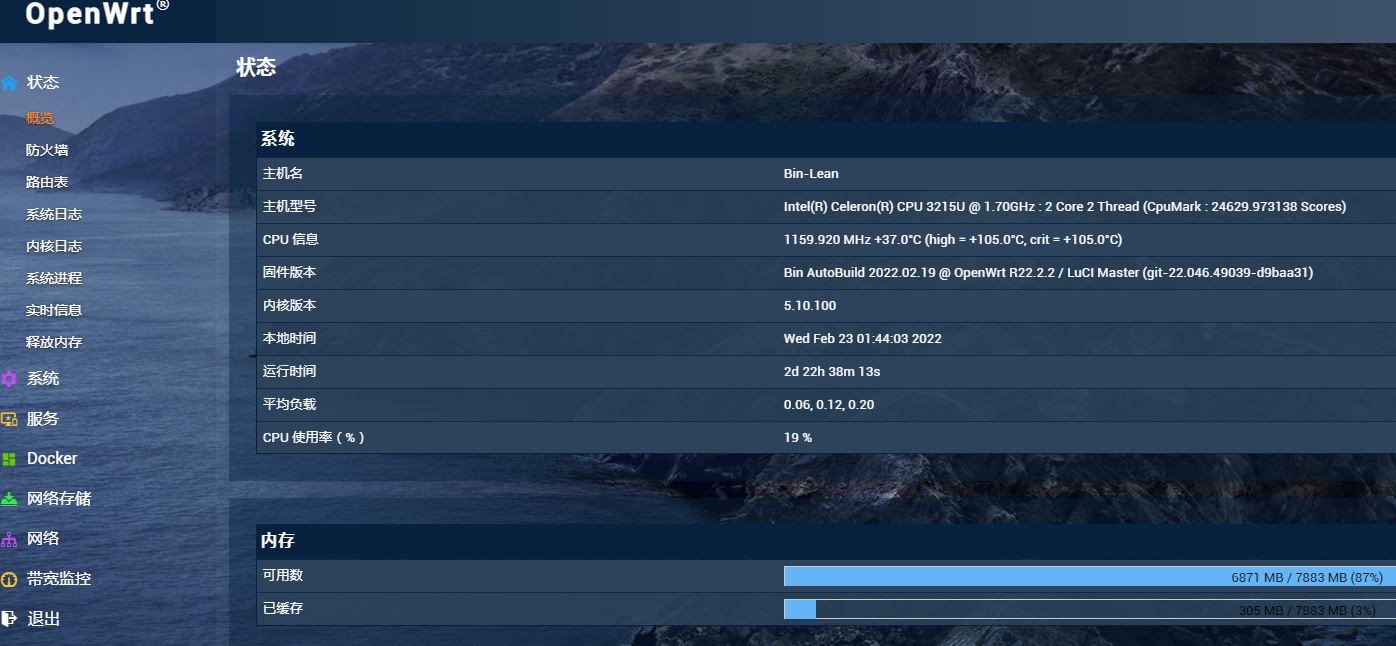 OpenWrt®
状态
概览
防火墙
路由表
系统日志
内核日志
系统进程
实时信息
释放内存
系统
服务
Docker
网络存储
网络
带宽监控
退出
状态
系统
主机名 Bin-Lean
主机型号 Intel(R) Celeron(R) CPU 3215U @ 1.70GHz : 2 Core 2 Thread (CpuMark : 24629.973138 Scores)
CPU 信息 1159.920 MHz +37.0°C (high = +105.0°C, crit = +105.0°C)
固件版本 Bin AutoBuild 2022.02.19 @ OpenWrt R22.2.2 / LuCI Master (git-22.046.49039-d9baa31)
内核版本 5.10.100
本地时间 Wed Feb 23 01:44:03 2022
运行时间 2d 22h 38m 13s
平均负载 0.06, 0.12, 0.20
CPU 使用率 ( % ) 19 %
内存
可用数 6871 MB / 7883 MB (87%)
已缓存 305 MB / 7883 MB (3%)